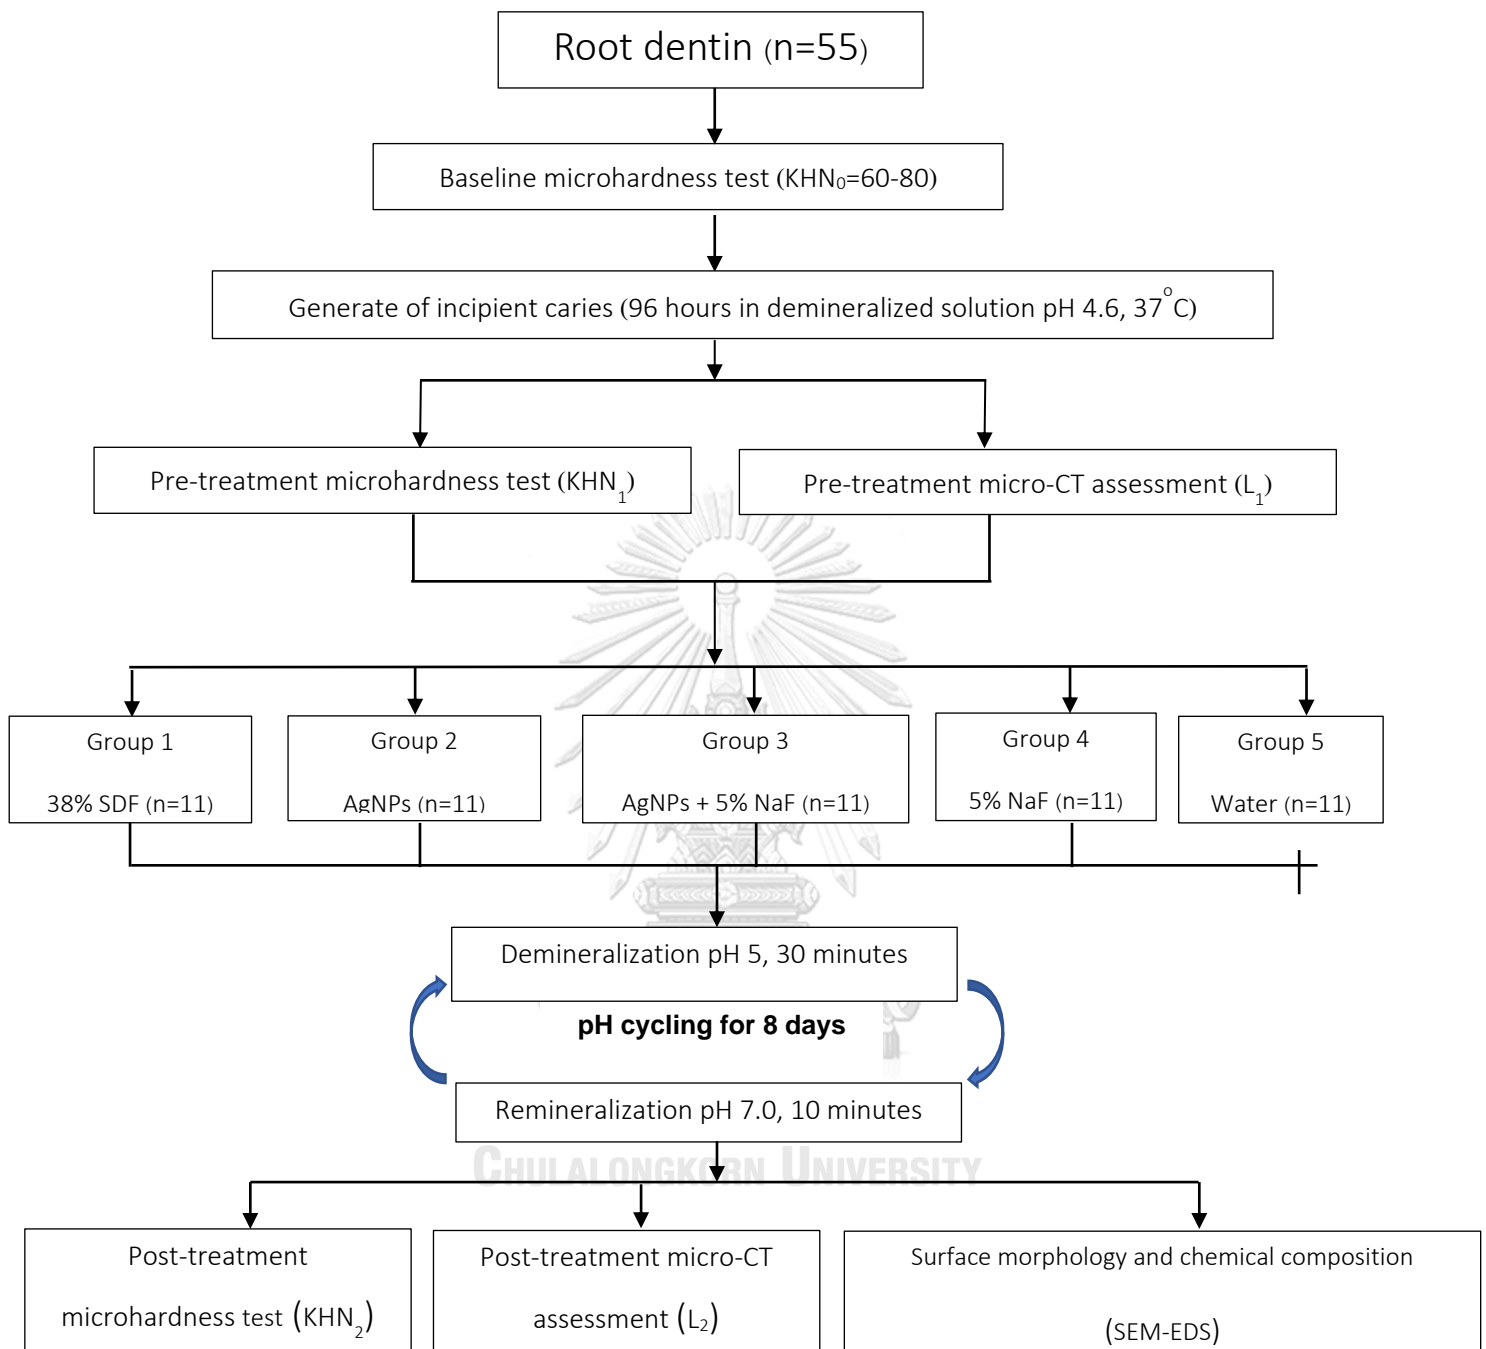 Root dentin (n=55)
Baseline microhardness test (KHN₀=60-80)
Generate of incipient caries (96 hours in demineralized solution pH 4.6, 37°C)
Pre-treatment microhardness test (KHN₁)
Pre-treatment micro-CT assessment (L₁)
Group 1
38% SDF (n=11)
Group 2
AgNPs (n=11)
Group 3
AgNPs + 5% NaF (n=11)
Group 4
5% NaF (n=11)
Group 5
Water (n=11)
Demineralization pH 5, 30 minutes
pH cycling for 8 days
Remineralization pH 7.0, 10 minutes
CHULALONGKORN UNIVERSITY
Post-treatment
microhardness test (KHN₂)
Post-treatment micro-CT
assessment (L₂)
Surface morphology and chemical composition
(SEM-EDS)